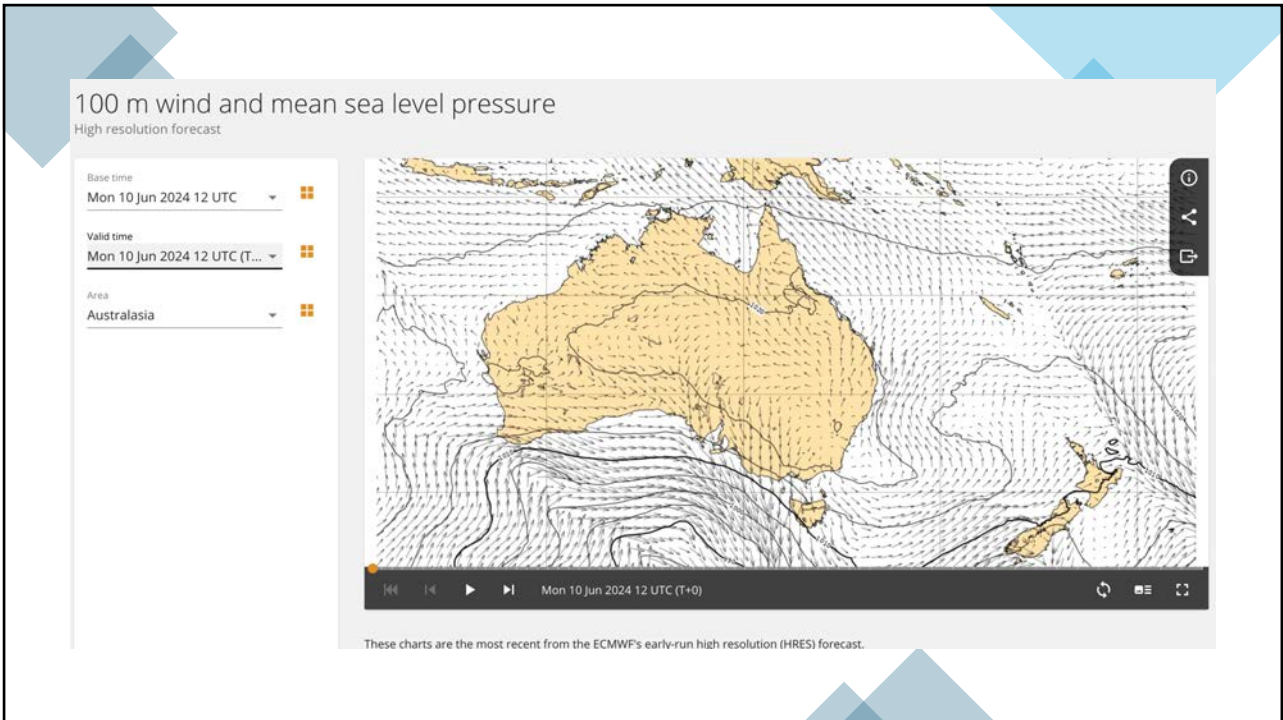 100 m wind and mean sea level pressure
High resolution forecast
Base time
Mon 10 Jun 2024 12 UTC
Valid time
Mon 10 Jun 2024 12 UTC (T...
Area
Australasia
Mon 10 Jun 2024 12 UTC (T+0)
These charts are the most recent from the ECMWF's early-run high resolution (HRES) forecast.